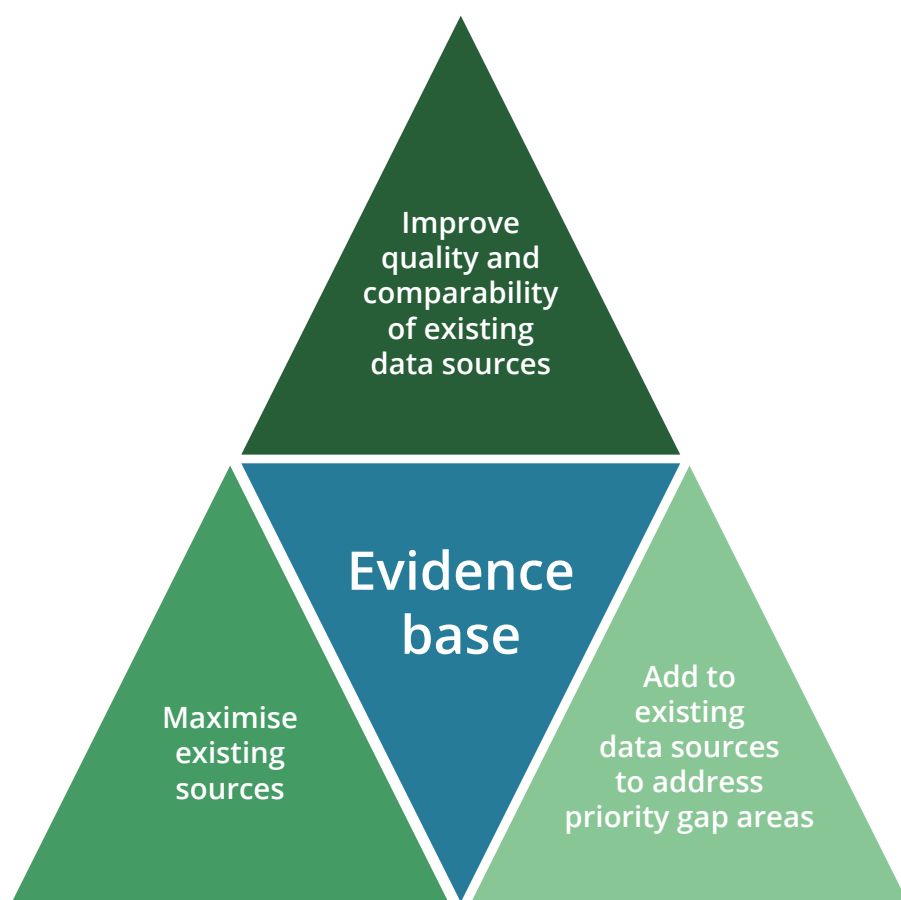 Improve
quality and
comparability
of existing
data sources
Evidence
base
Maximise
existing
sources
Add to
existing
data sources
to address
priority gap areas